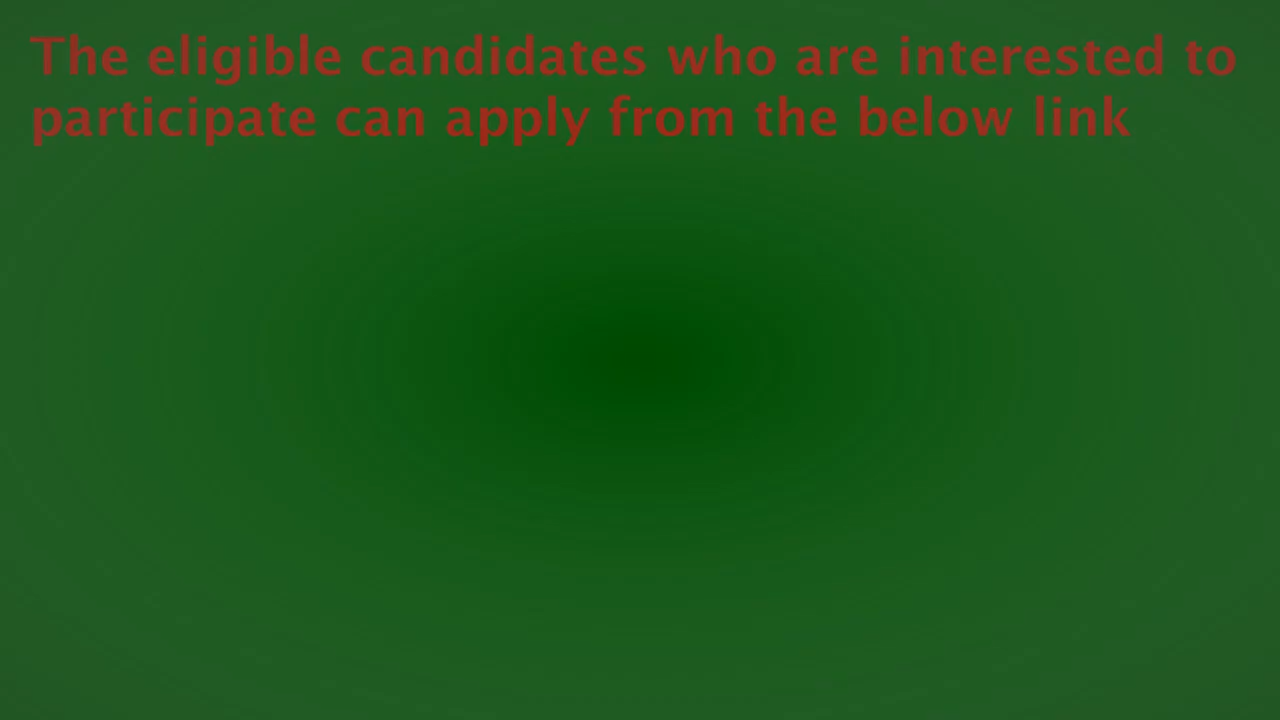 The eligible candidates who are interested to
participate can apply from the below link